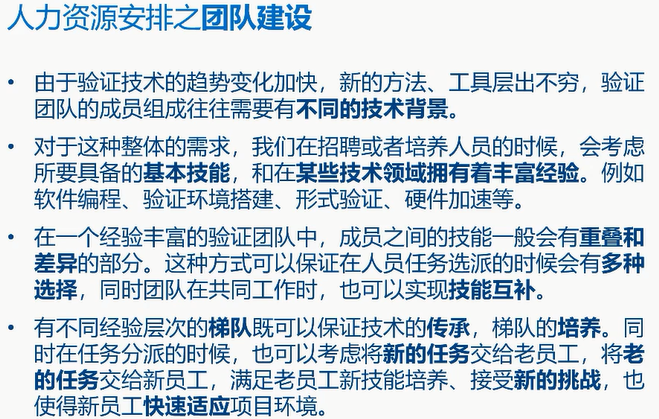 人力资源安排之团队建设
• 由于验证技术的趋势变化加快，新的方法、工具层出不穷，验证
团队的成员组成往往需要有不同的技术背景。
• 对于这种整体的需求，我们在招聘或者培养人员的时候，会考虑
所要具备的基本技能，和在某些技术领域拥有着丰富经验。例如
软件编程、验证环境搭建、形式验证、硬件加速等。
• 在一个经验丰富的验证团队中，成员之间的技能一般会有重叠和
差异的部分。这种方式可以保证在人员任务选派的时候会有多种
选择，同时团队在共同工作时，也可以实现技能互补。
• 有不同经验层次的梯队既可以保证技术的传承，梯队的培养。同
时在任务分派的时候，也可以考虑将新的任务交给老员工，将老
的任务交给新员工，满足老员工新技能培养、接受新的挑战，也
使得新员工快速适应项目环境。